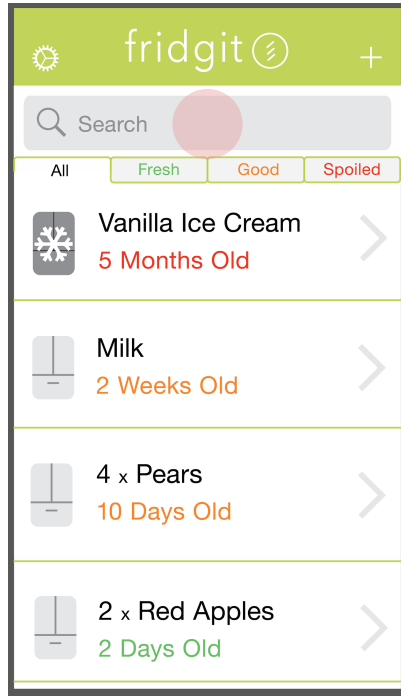 fridgit
Search
All Fresh Good Spoiled
Vanilla Ice Cream
5 Months Old
Milk
2 Weeks Old
4 x Pears
10 Days Old
2 x Red Apples
2 Days Old